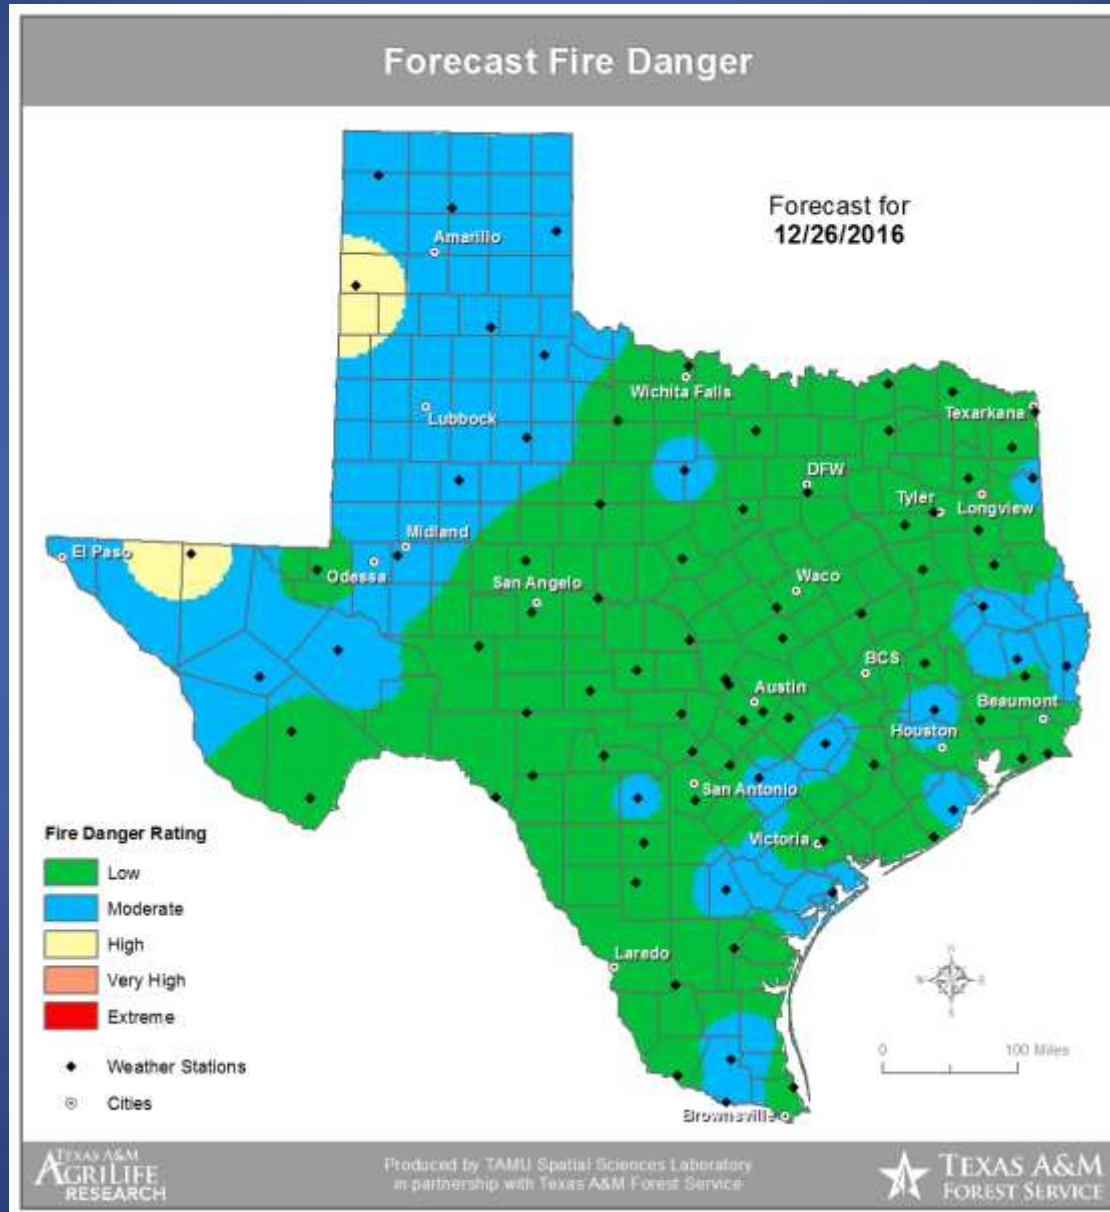 Forecast Fire Danger
Forecast for
12/26/2016
Amarillo
Wichita Falls
Lubbock
Texarkana
DFW
Tyler
Longview
Midland
El Paso
Odessa
San Angelo
Waco
BCS
Austin
Beaumont
Houston
San Antonio
Victoria
Laredo
Brownsville
Fire Danger Rating
Low
Moderate
High
Very High
Extreme
Weather Stations
Cities
N
W
E
S
0
100 Miles
TEXAS A&M
AGRILIFE
RESEARCH
Produced by TAMU Spatial Sciences Laboratory
in partnership with Texas A&M Forest Service
TEXAS A&M
FOREST SERVICE